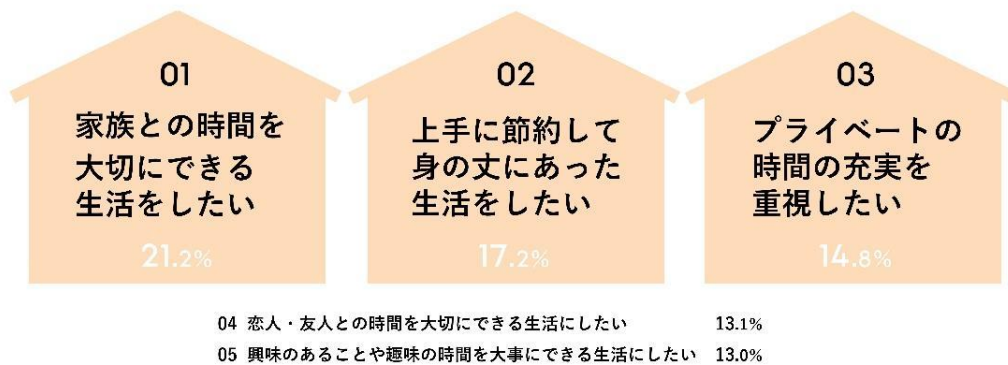 01
家族との時間を
大切にできる
生活をしたい
21.2%
02
上手に節約して
身の丈にあった
生活をしたい
17.2%
03
プライベートの
時間の充実を
重視したい
14.8%
04 恋人・友人との時間を大切にできる生活にしたい 13.1%
05 興味のあることや趣味の時間を大事にできる生活にしたい 13.0%